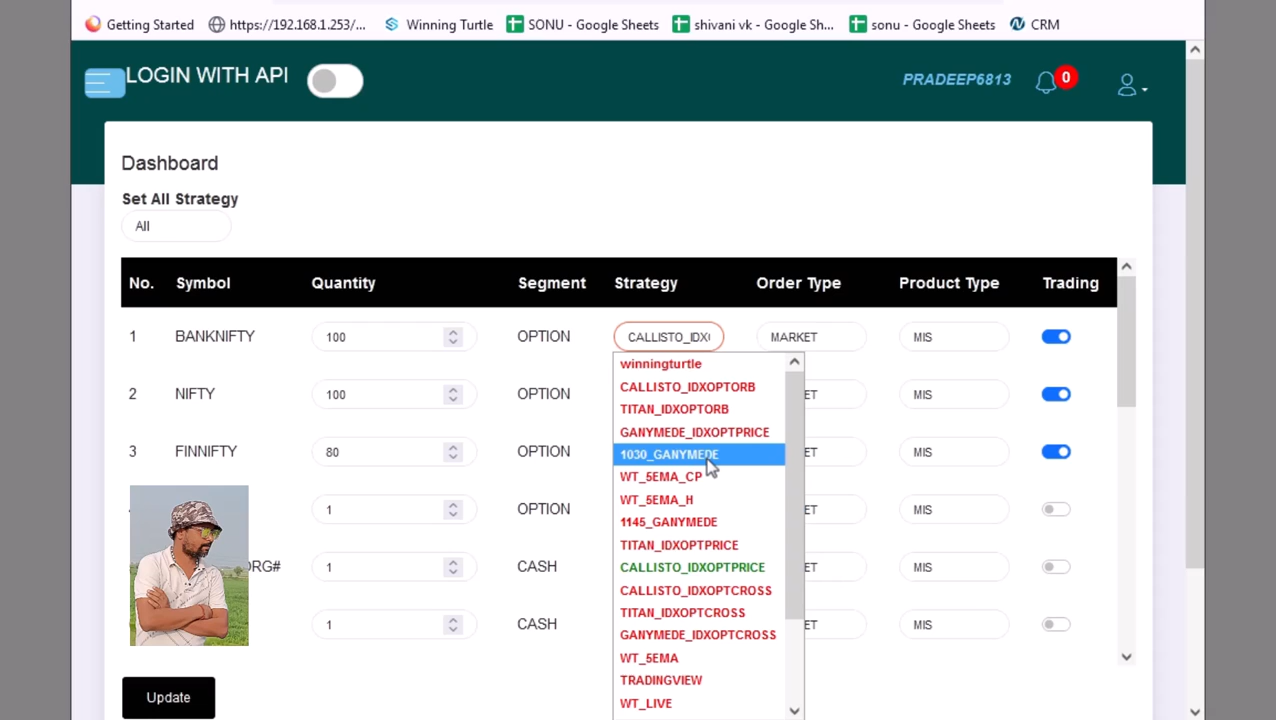 Getting Started https://192.168.1.253/... Winning Turtle SONU - Google Sheets shivani vk - Google Sh... sonu - Google Sheets CRM
LOGIN WITH API PRADEEP6813 0
Dashboard
Set All Strategy
All
No. Symbol Quantity Segment Strategy Order Type Product Type Trading
1 BANKNIFTY 100 OPTION CALLISTO_IDX MARKET MIS
winningturtle
CALLISTO_IDXOPTORB
2 NIFTY 100 OPTION ET MIS
TITAN_IDXOPTORB
GANYMEDE_IDXOPTPRICE
3 FINNIFTY 80 OPTION 1030_GANYMEDE ET MIS
WT_5EMA_CP
WT_5EMA_H
1 OPTION ET MIS
1145_GANYMEDE
TITAN_IDXOPTPRICE
ORG# 1 CASH CALLISTO_IDXOPTPRICE ET MIS
CALLISTO_IDXOPTCROSS
TITAN_IDXOPTCROSS
1 CASH ET MIS
GANYMEDE_IDXOPTCROSS
WT_5EMA
TRADINGVIEW
Update
WT_LIVE